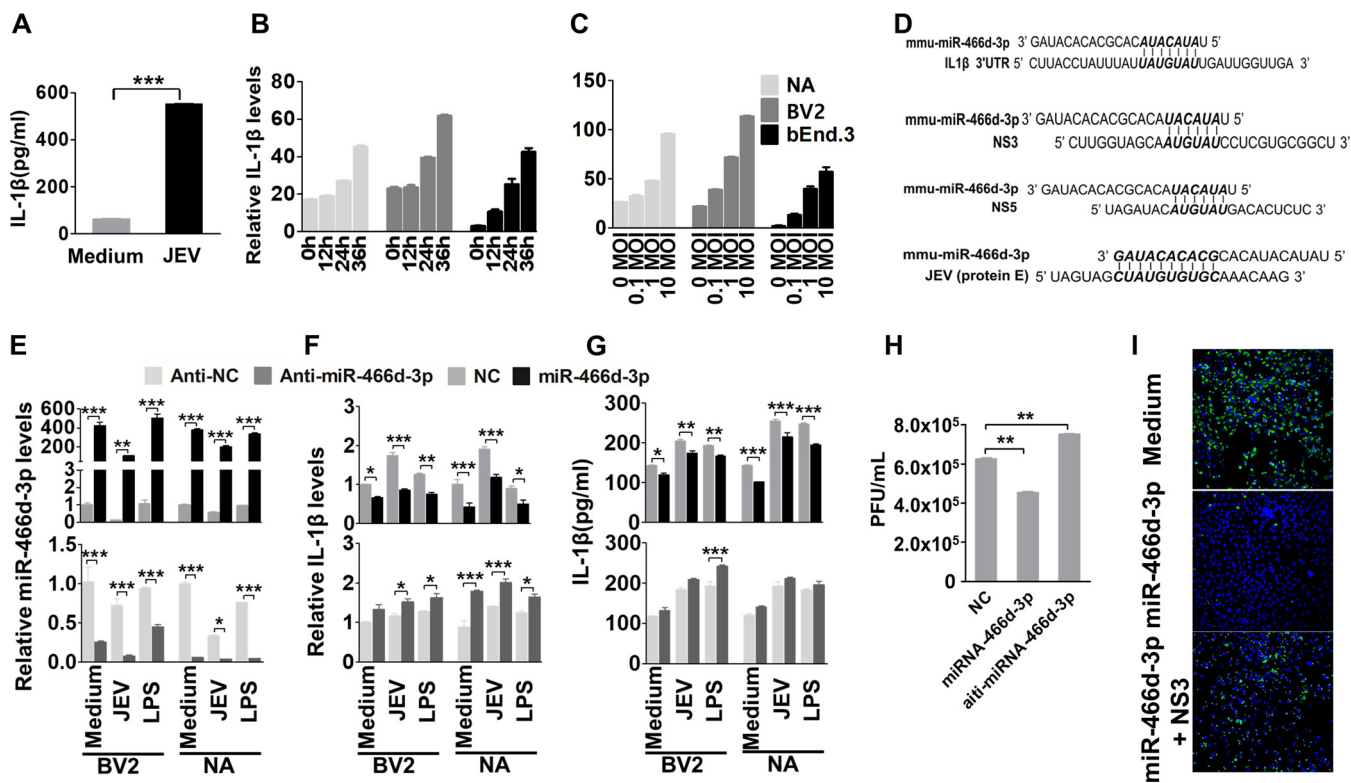 A
IL-1β(pg/ml)
600
400
200
0
***
Medium
JEV
B
Relative IL-1β levels
80
60
40
20
0
0h
12h
24h
36h
0h
12h
24h
36h
0h
12h
24h
36h
C
150
100
50
0
NA
BV2
bEnd.3
0 MOI
0.1 MOI
1 MOI
10 MOI
0 MOI
0.1 MOI
1 MOI
10 MOI
0 MOI
0.1 MOI
1 MOI
10 MOI
D
mmu-miR-466d-3p 3' GAUACACACGCACAUACAUAU 5'
IL1β 3'UTR 5' CUUACCUAUUUAUUAUGUAUUGAUUGGUUGA 3'
mmu-miR-466d-3p 3' GAUACACACGCACAUACAUAU 5'
NS3 5' CUUGGUAGCAAUGUAUCCUCGUGCGGCU 3'
mmu-miR-466d-3p 3' GAUACACACGCACAUACAUAU 5'
NS5 5' UAGAUACAUGUAUGACACUCUC 3'
mmu-miR-466d-3p 3' GAUACACACGCACAUACAUAU 5'
JEV (protein E) 5' UAGUAGCUAUGUGUGCAAACAAG 3'
Anti-NC
Anti-miR-466d-3p
NC
miR-466d-3p
E
Relative miR-466d-3p levels
600
400
200
2
1
0
*** ** *** *** *** ***
1.5
1.0
0.5
0.0
*** *** *** *** * ***
Medium
JEV
LPS
Medium
JEV
LPS
BV2
NA
F
Relative IL-1β levels
3
2
1
0
* *** ** *** *** *
3
2
1
0
* * *** *** *
Medium
JEV
LPS
Medium
JEV
LPS
BV2
NA
G
IL-1β(pg/ml)
300
200
100
0
* ** ** *** *** ***
300
200
100
0
***
Medium
JEV
LPS
Medium
JEV
LPS
BV2
NA
H
PFU/mL
8.0x10⁵
6.0x10⁵
4.0x10⁵
2.0x10⁵
0
**
**
NC
miRNA-466d-3p
aiti-miRNA-466d-3p
I
Medium
miR-466d-3p
miR-466d-3p
+ NS3